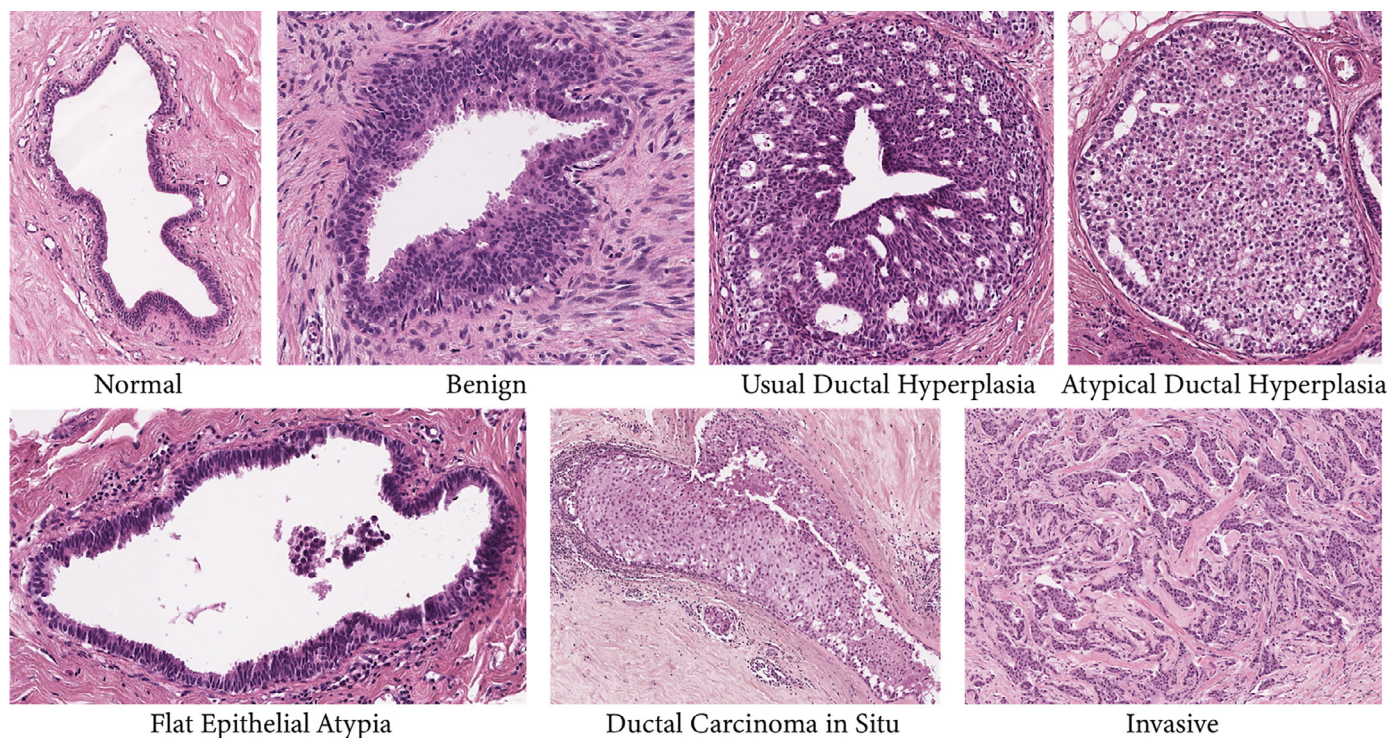 Normal
Benign
Usual Ductal Hyperplasia
Atypical Ductal Hyperplasia
Flat Epithelial Atypia
Ductal Carcinoma in Situ
Invasive